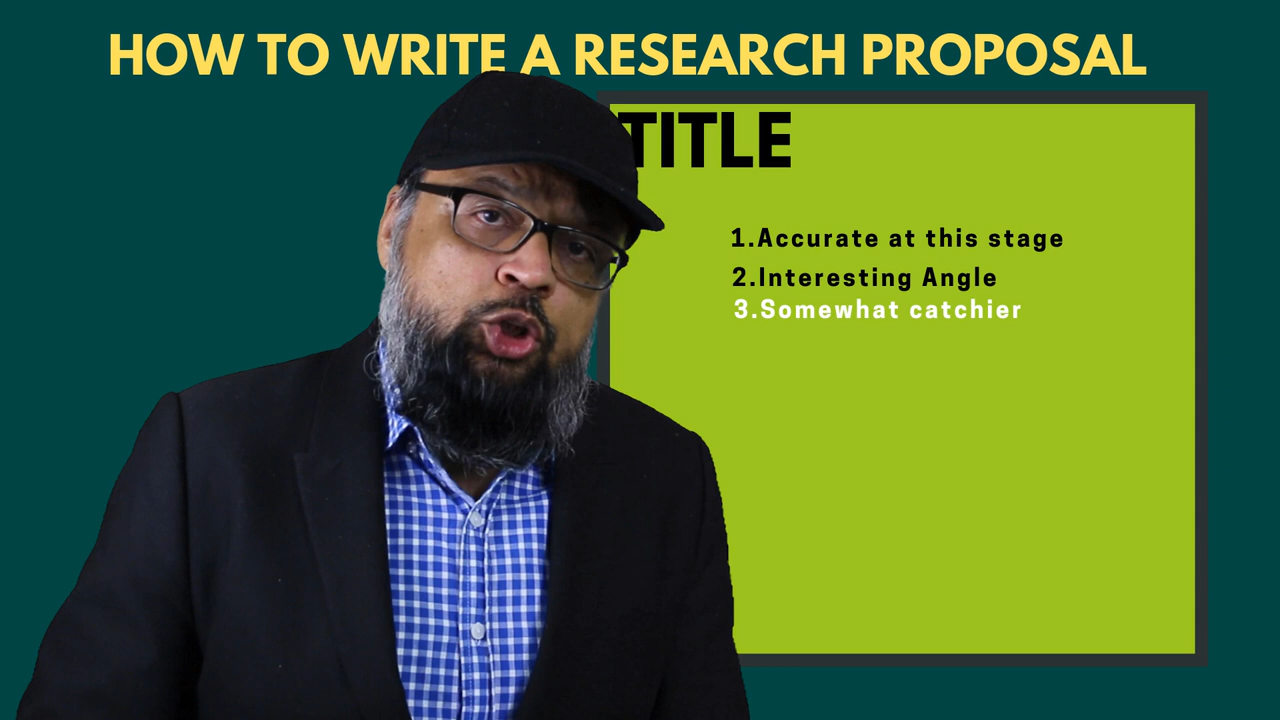 HOW TO WRITE A RESEARCH PROPOSAL
TITLE
1.Accurate at this stage
2.Interesting Angle
3.Somewhat catchier